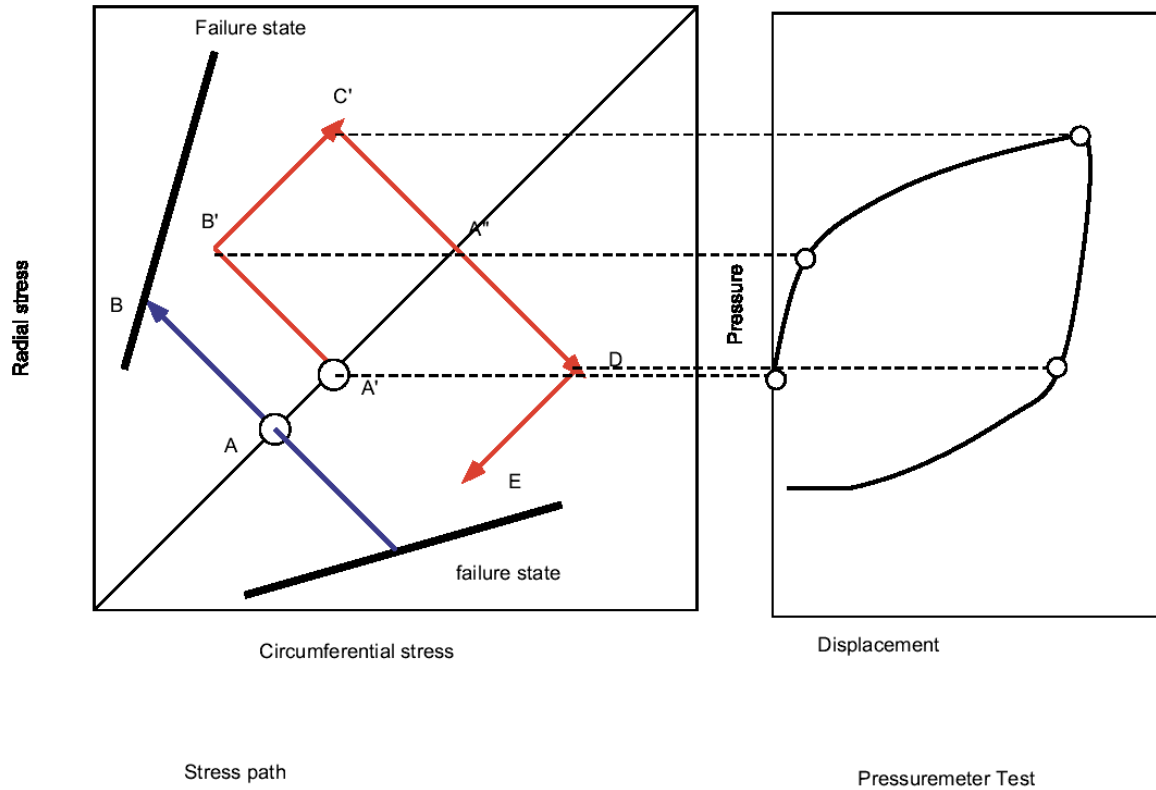 Failure state
C'
B'
A"
B
Radial stress
Pressure
D
A'
A
E
failure state
Circumferential stress
Displacement
Stress path
Pressuremeter Test